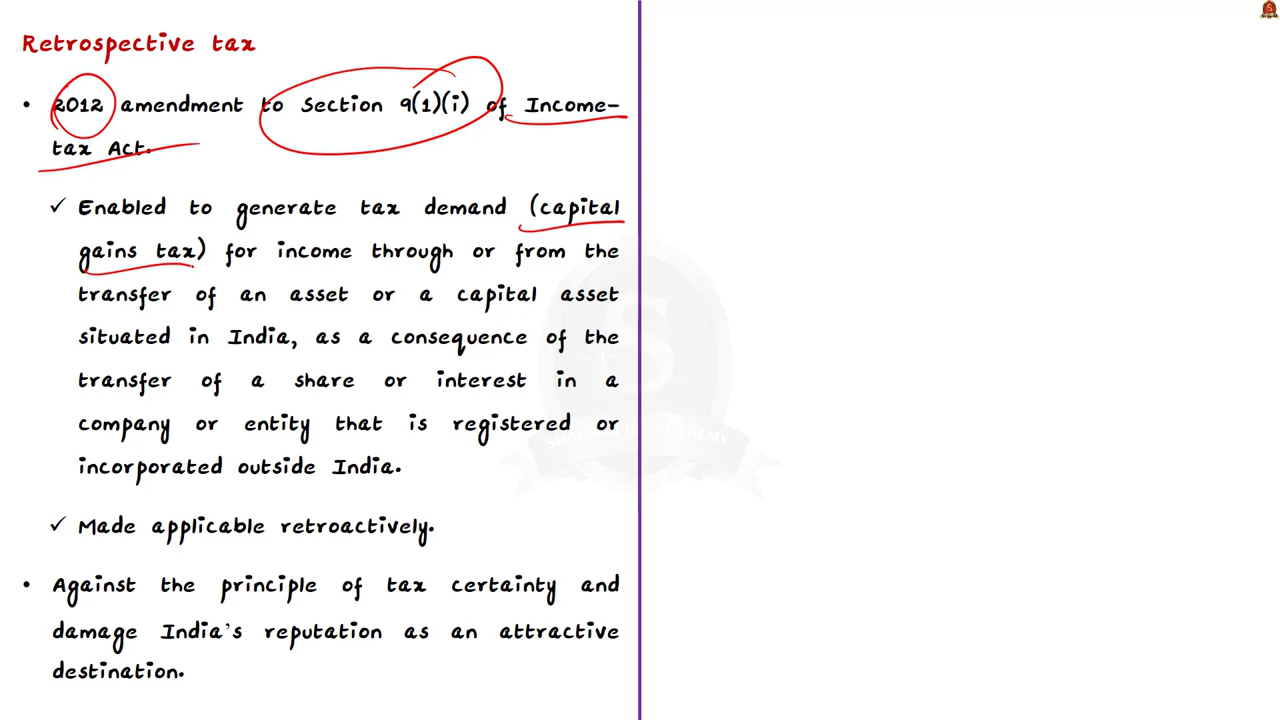 Retrospective tax
• 2012 amendment to Section 9(1)(i) of Income-
tax Act.
✓ Enabled to generate tax demand (capital
gains tax) for income through or from the
transfer of an asset or a capital asset
situated in India, as a consequence of the
transfer of a share or interest in a
company or entity that is registered or
incorporated outside India.
✓ Made applicable retroactively.
• Against the principle of tax certainty and
damage India's reputation as an attractive
destination.